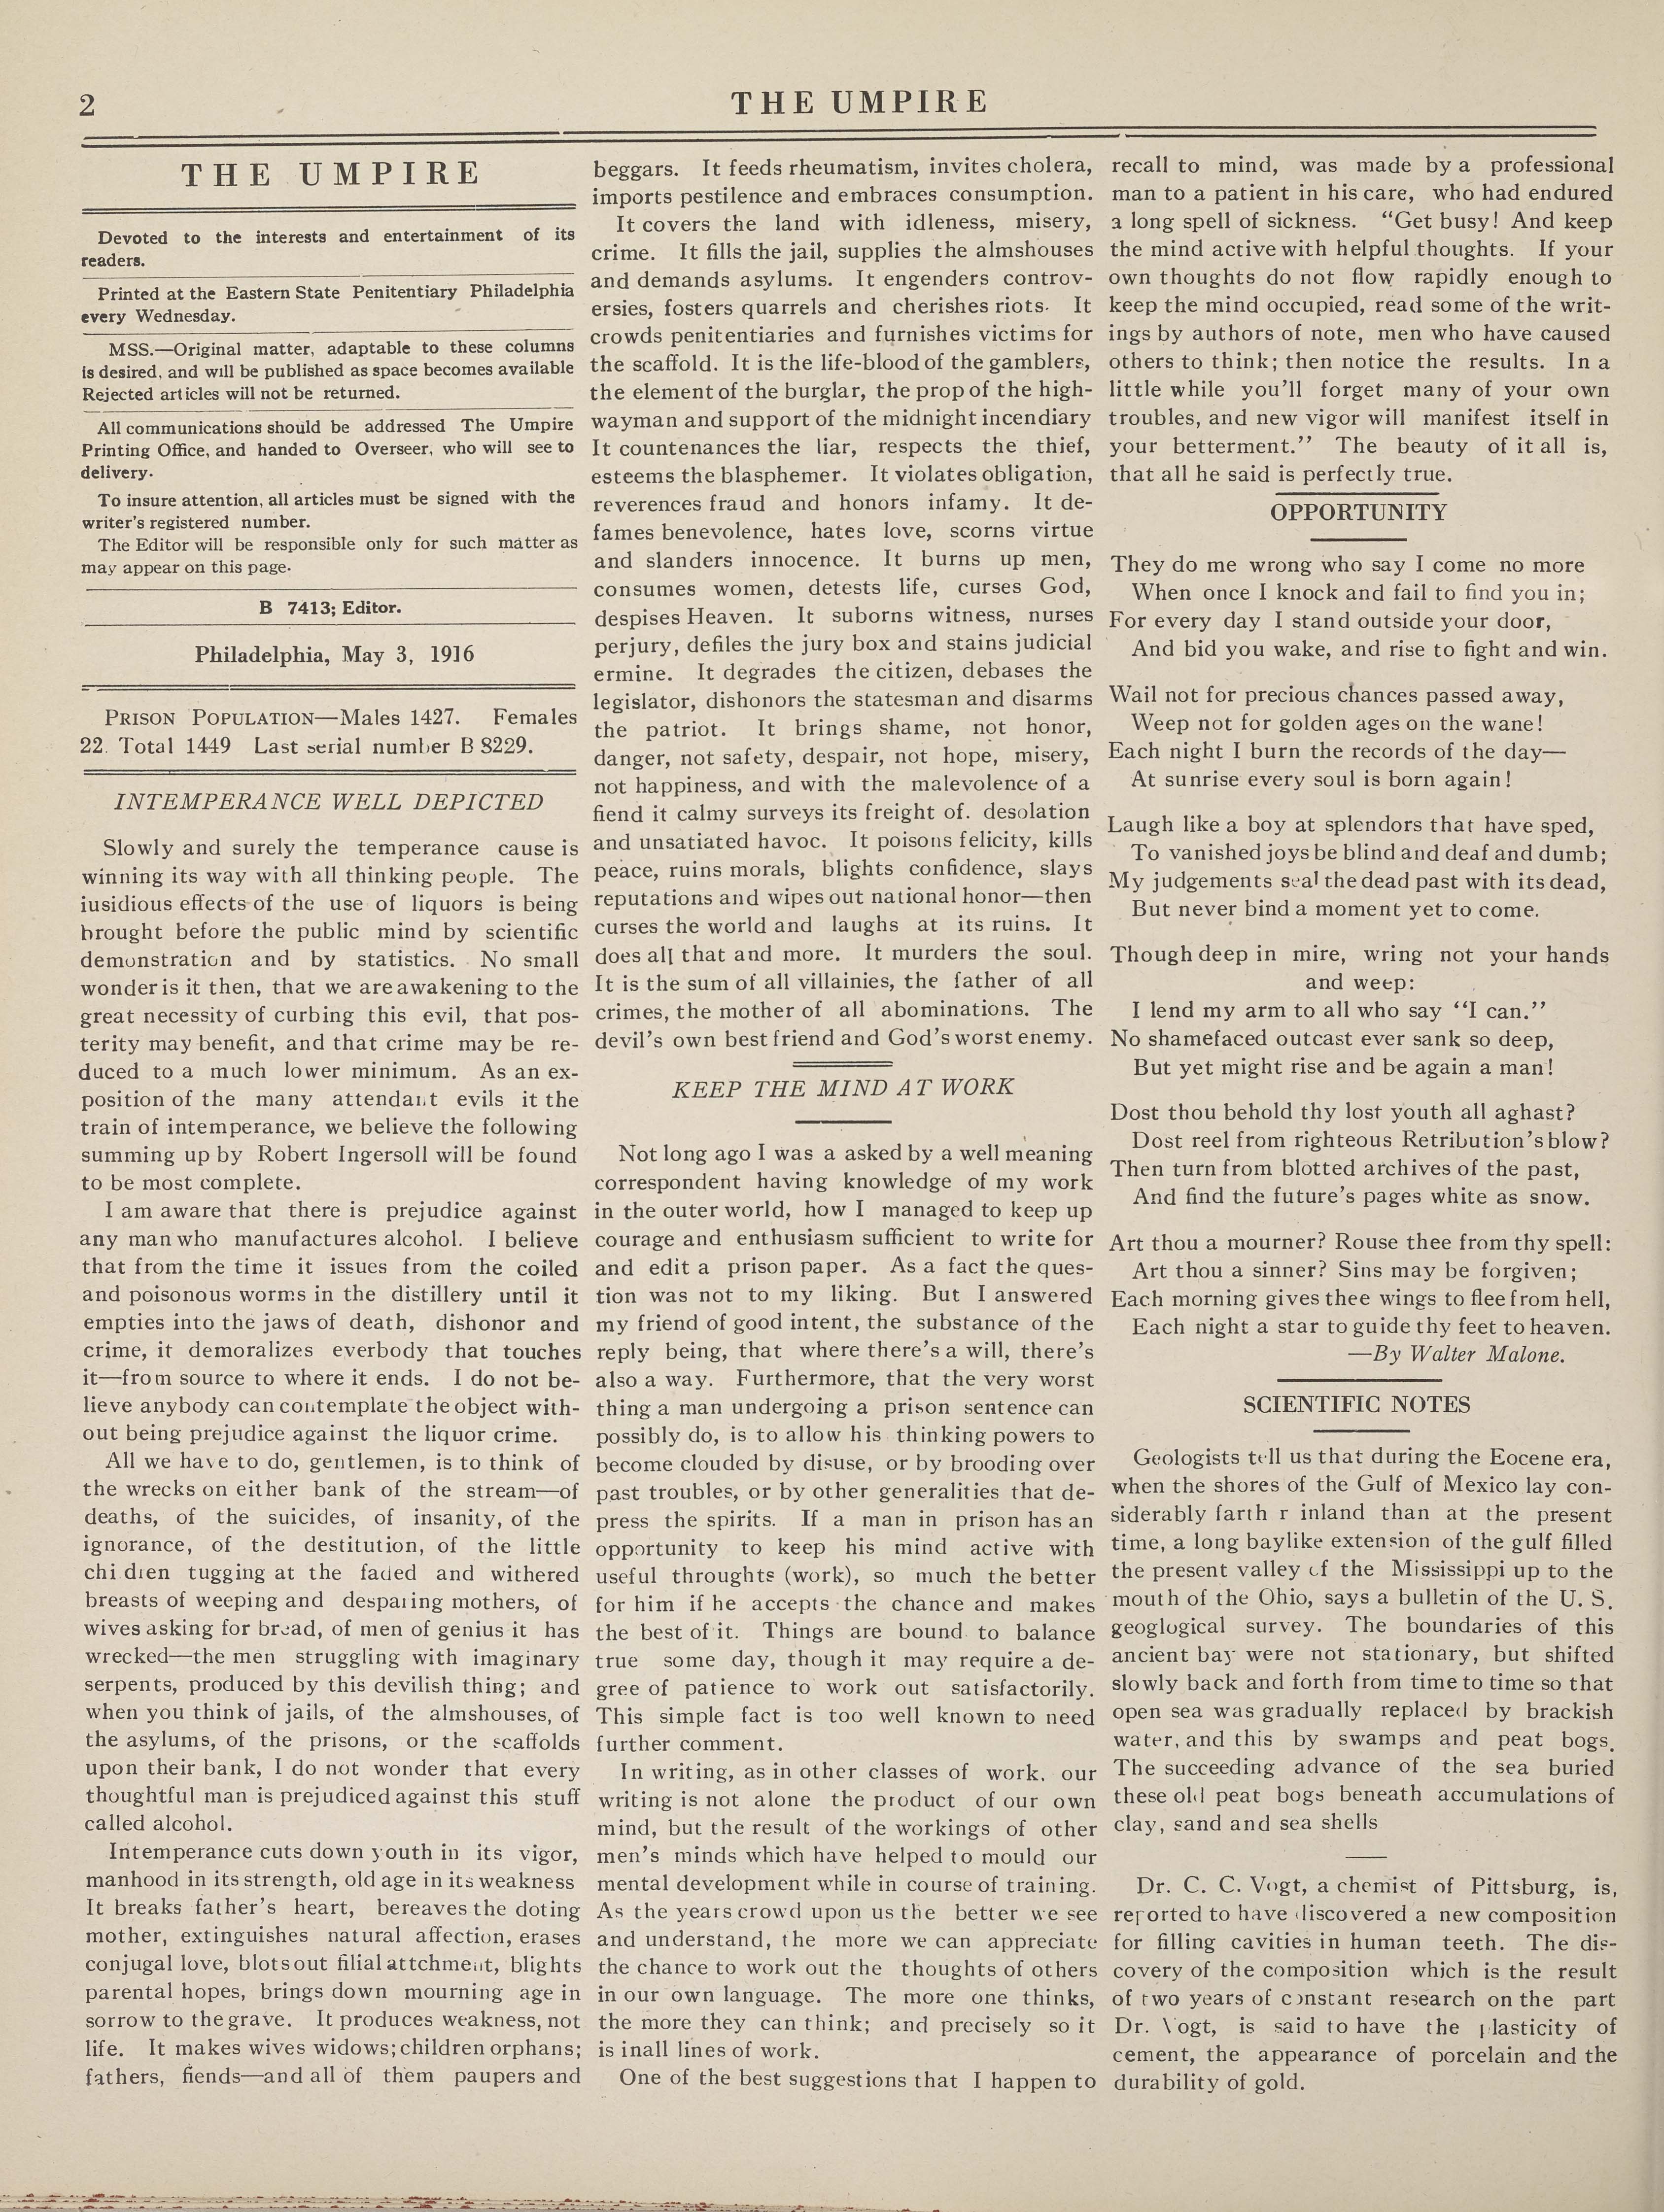 2
THE UMPIRE
THE UMPIRE
Devoted to the interests and entertainment of its
readers.
Printed at the Eastern State Penitentiary Philadelphia
every Wednesday.
MSS.—Original matter, adaptable to these columns
is desired, and will be published as space becomes available
Rejected articles will not be returned.
All communications should be addressed The Umpire
Printing Office, and handed to Overseer, who will see to
delivery.
To insure attention, all articles must be signed with the
writer's registered number.
The Editor will be responsible only for such matter as
may appear on this page.
B 7413; Editor.
Philadelphia, May 3, 1916
PRISON POPULATION—Males 1427. Females
22. Total 1449 Last serial number B 8229.
INTEMPERANCE WELL DEPICTED
Slowly and surely the temperance cause is
winning its way with all thinking people. The
iusidious effects of the use of liquors is being
brought before the public mind by scientific
demonstration and by statistics. No small
wonder is it then, that we are awakening to the
great necessity of curbing this evil, that pos-
terity may benefit, and that crime may be re-
duced to a much lower minimum. As an ex-
position of the many attendant evils it the
train of intemperance, we believe the following
summing up by Robert Ingersoll will be found
to be most complete.
I am aware that there is prejudice against
any man who manufactures alcohol. I believe
that from the time it issues from the coiled
and poisonous worms in the distillery until it
empties into the jaws of death, dishonor and
crime, it demoralizes everbody that touches
it—from source to where it ends. I do not be-
lieve anybody can contemplate the object with-
out being prejudice against the liquor crime.
All we have to do, gentlemen, is to think of
the wrecks on either bank of the stream—of
deaths, of the suicides, of insanity, of the
ignorance, of the destitution, of the little
chi dren tugging at the faded and withered
breasts of weeping and despairing mothers, of
wives asking for bread, of men of genius it has
wrecked—the men struggling with imaginary
serpents, produced by this devilish thing; and
when you think of jails, of the almshouses, of
the asylums, of the prisons, or the scaffolds
upon their bank, I do not wonder that every
thoughtful man is prejudiced against this stuff
called alcohol.
Intemperance cuts down youth in its vigor,
manhood in its strength, old age in its weakness
It breaks father's heart, bereaves the doting
mother, extinguishes natural affection, erases
conjugal love, blots out filial attchment, blights
parental hopes, brings down mourning age in
sorrow to the grave. It produces weakness, not
life. It makes wives widows; children orphans;
fathers, fiends—and all of them paupers and
beggars. It feeds rheumatism, invites cholera,
imports pestilence and embraces consumption.
It covers the land with idleness, misery,
crime. It fills the jail, supplies the almshouses
and demands asylums. It engenders controv-
ersies, fosters quarrels and cherishes riots. It
crowds penitentiaries and furnishes victims for
the scaffold. It is the life-blood of the gamblers,
the element of the burglar, the prop of the high-
wayman and support of the midnight incendiary
It countenances the liar, respects the thief,
esteems the blasphemer. It violates obligation,
reverences fraud and honors infamy. It de-
fames benevolence, hates love, scorns virtue
and slanders innocence. It burns up men,
consumes women, detests life, curses God,
despises Heaven. It suborns witness, nurses
perjury, defiles the jury box and stains judicial
ermine. It degrades the citizen, debases the
legislator, dishonors the statesman and disarms
the patriot. It brings shame, not honor,
danger, not safety, despair, not hope, misery,
not happiness, and with the malevolence of a
fiend it calmy surveys its freight of. desolation
and unsatiated havoc. It poisons felicity, kills
peace, ruins morals, blights confidence, slays
reputations and wipes out national honor—then
curses the world and laughs at its ruins. It
does all that and more. It murders the soul.
It is the sum of all villainies, the father of all
crimes, the mother of all abominations. The
devil's own best friend and God's worst enemy.
KEEP THE MIND AT WORK
Not long ago I was a asked by a well meaning
correspondent having knowledge of my work
in the outer world, how I managed to keep up
courage and enthusiasm sufficient to write for
and edit a prison paper. As a fact the ques-
tion was not to my liking. But I answered
my friend of good intent, the substance of the
reply being, that where there's a will, there's
also a way. Furthermore, that the very worst
thing a man undergoing a prison sentence can
possibly do, is to allow his thinking powers to
become clouded by disuse, or by brooding over
past troubles, or by other generalities that de-
press the spirits. If a man in prison has an
opportunity to keep his mind active with
useful throughts (work), so much the better
for him if he accepts the chance and makes
the best of it. Things are bound to balance
true some day, though it may require a de-
gree of patience to work out satisfactorily.
This simple fact is too well known to need
further comment.
In writing, as in other classes of work, our
writing is not alone the product of our own
mind, but the result of the workings of other
men's minds which have helped to mould our
mental development while in course of training.
As the years crowd upon us the better we see
and understand, the more we can appreciate
the chance to work out the thoughts of others
in our own language. The more one thinks,
the more they can think; and precisely so it
is inall lines of work.
One of the best suggestions that I happen to
recall to mind, was made by a professional
man to a patient in his care, who had endured
a long spell of sickness. "Get busy! And keep
the mind active with helpful thoughts. If your
own thoughts do not flow rapidly enough to
keep the mind occupied, read some of the writ-
ings by authors of note, men who have caused
others to think; then notice the results. In a
little while you'll forget many of your own
troubles, and new vigor will manifest itself in
your betterment." The beauty of it all is,
that all he said is perfectly true.
OPPORTUNITY
They do me wrong who say I come no more
When once I knock and fail to find you in;
For every day I stand outside your door,
And bid you wake, and rise to fight and win.
Wail not for precious chances passed away,
Weep not for golden ages on the wane!
Each night I burn the records of the day—
At sunrise every soul is born again!
Laugh like a boy at splendors that have sped,
To vanished joys be blind and deaf and dumb;
My judgements seal the dead past with its dead,
But never bind a moment yet to come.
Though deep in mire, wring not your hands
and weep:
I lend my arm to all who say "I can."
No shamefaced outcast ever sank so deep,
But yet might rise and be again a man!
Dost thou behold thy lost youth all aghast?
Dost reel from righteous Retribution's blow?
Then turn from blotted archives of the past,
And find the future's pages white as snow.
Art thou a mourner? Rouse thee from thy spell:
Art thou a sinner? Sins may be forgiven;
Each morning gives thee wings to flee from hell,
Each night a star to guide thy feet to heaven.
—By Walter Malone.
SCIENTIFIC NOTES
Geologists tell us that during the Eocene era,
when the shores of the Gulf of Mexico lay con-
siderably farth r inland than at the present
time, a long baylike extension of the gulf filled
the present valley of the Mississippi up to the
mouth of the Ohio, says a bulletin of the U. S.
geological survey. The boundaries of this
ancient bay were not stationary, but shifted
slowly back and forth from time to time so that
open sea was gradually replaced by brackish
water, and this by swamps and peat bogs.
The succeeding advance of the sea buried
these old peat bogs beneath accumulations of
clay, sand and sea shells
Dr. C. C. Vogt, a chemist of Pittsburg, is,
reported to have discovered a new composition
for filling cavities in human teeth. The dis-
covery of the composition which is the result
of two years of constant research on the part
Dr. Vogt, is said to have the plasticity of
cement, the appearance of porcelain and the
durability of gold.